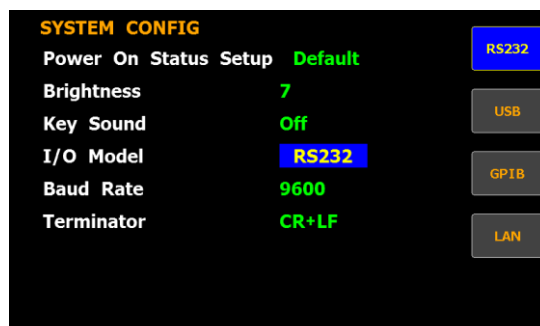 SYSTEM CONFIG
Power On Status Setup Default
Brightness 7
Key Sound Off
I/O Model RS232
Baud Rate 9600
Terminator CR+LF
RS232
USB
GPIB
LAN